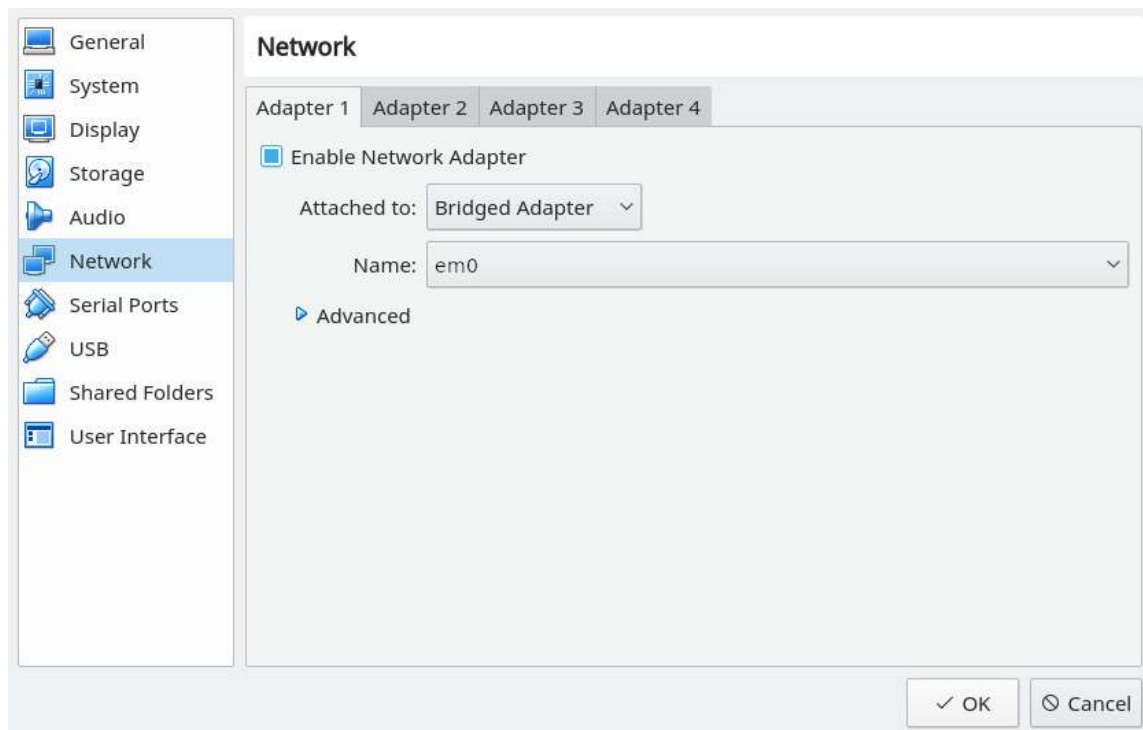 General
System
Display
Storage
Audio
Network
Serial Ports
USB
Shared Folders
User Interface
Network
Adapter 1 Adapter 2 Adapter 3 Adapter 4
Enable Network Adapter
Attached to: Bridged Adapter
Name: em0
Advanced
OK Cancel